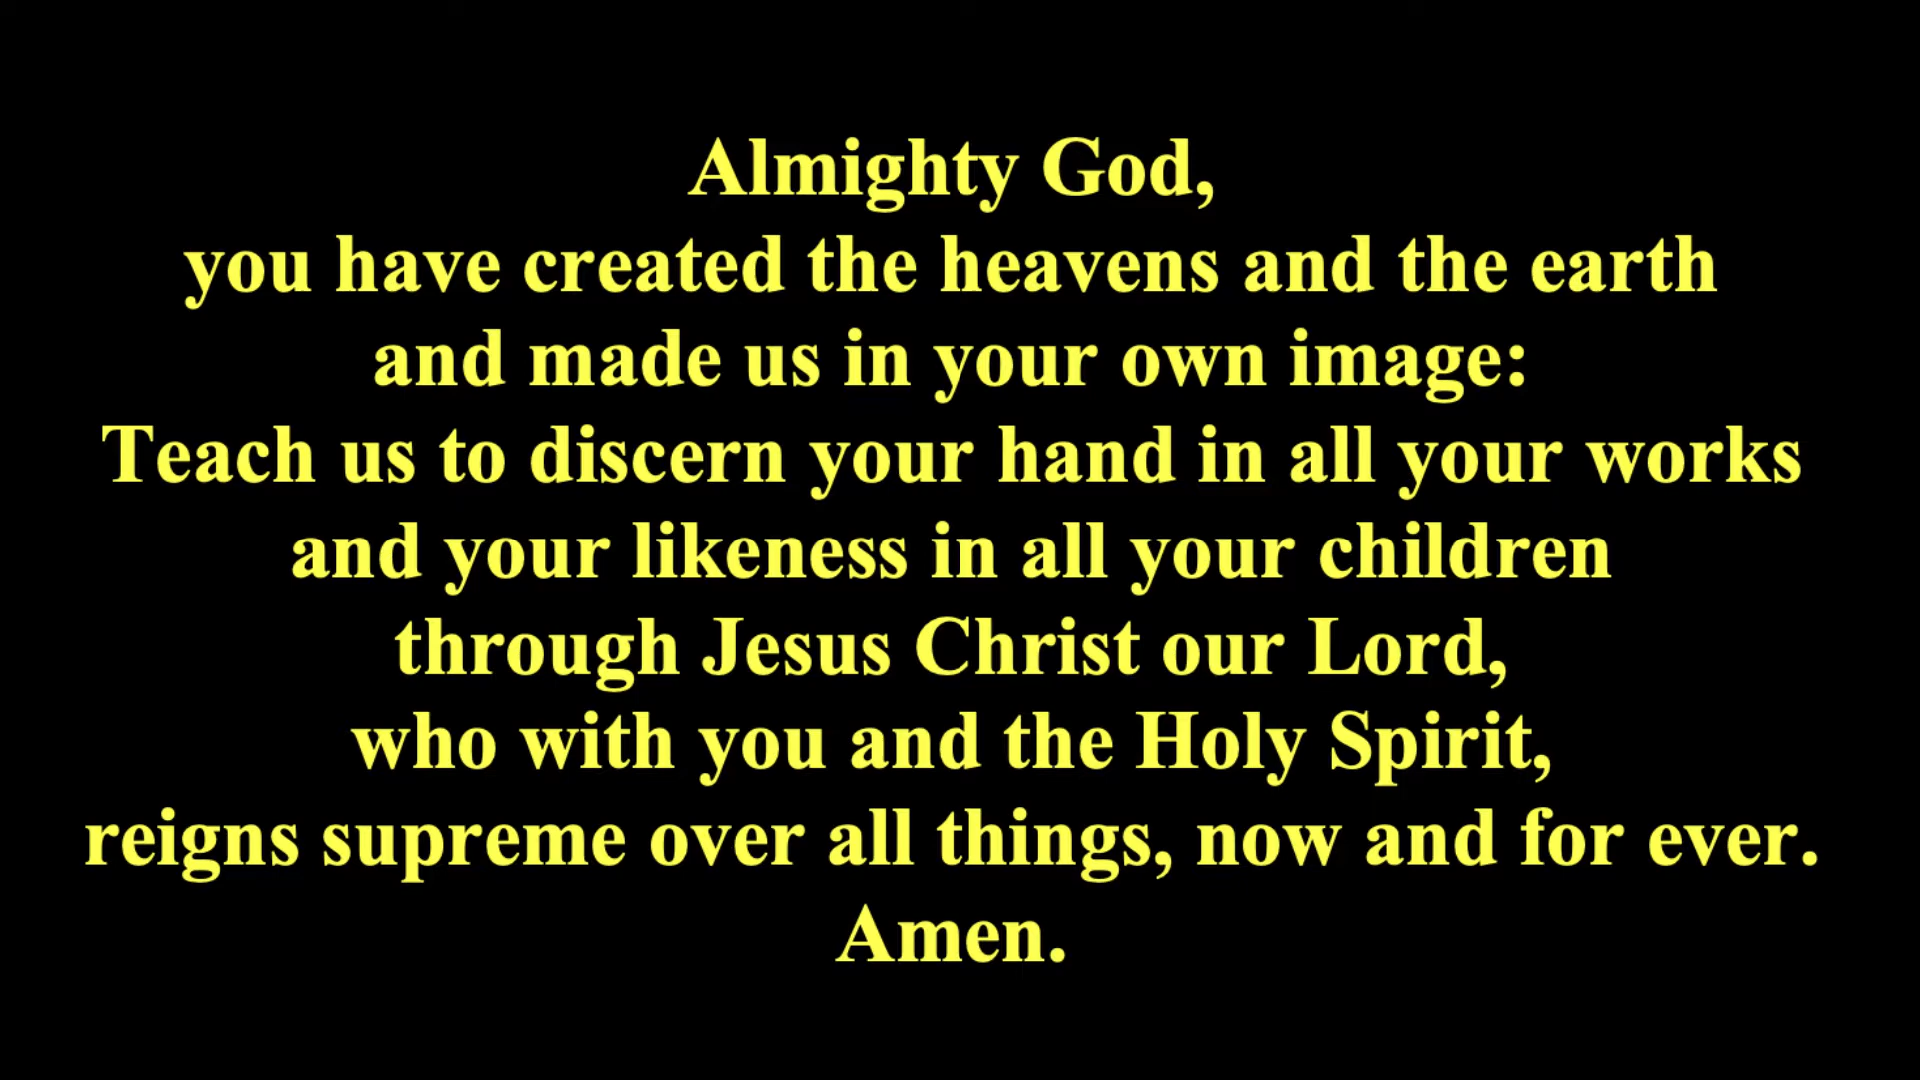 Almighty God,
you have created the heavens and the earth
and made us in your own image:
Teach us to discern your hand in all your works
and your likeness in all your children
through Jesus Christ our Lord,
who with you and the Holy Spirit,
reigns supreme over all things, now and for ever.
Amen.